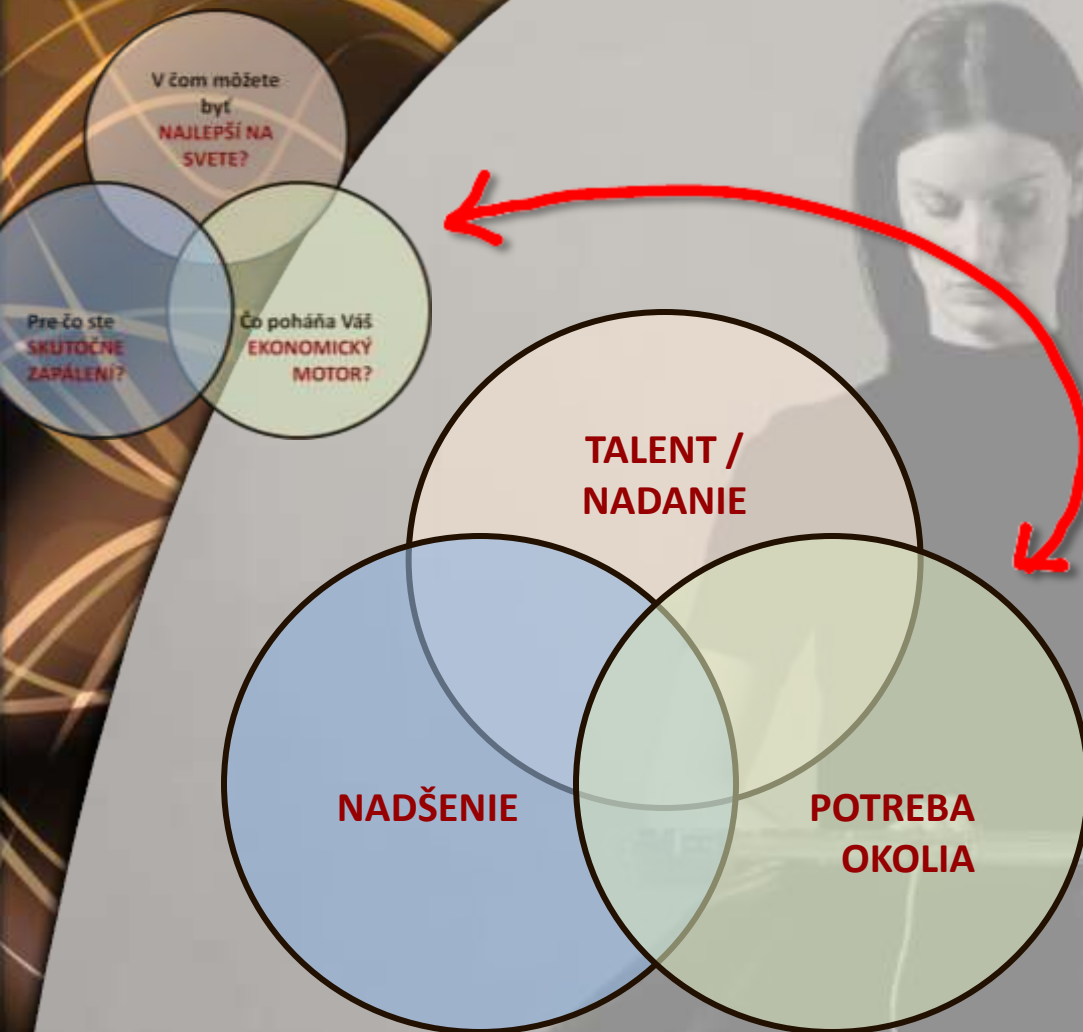 V čom môžete
byť
NAJLEPŠÍ NA
SVETE?
Pre čo ste
SKUTOČNE
ZAPÁLENÍ?
Čo poháňa Váš
EKONOMICKÝ
MOTOR?
TALENT /
NADANIE
NADŠENIE
POTREBA
OKOLIA